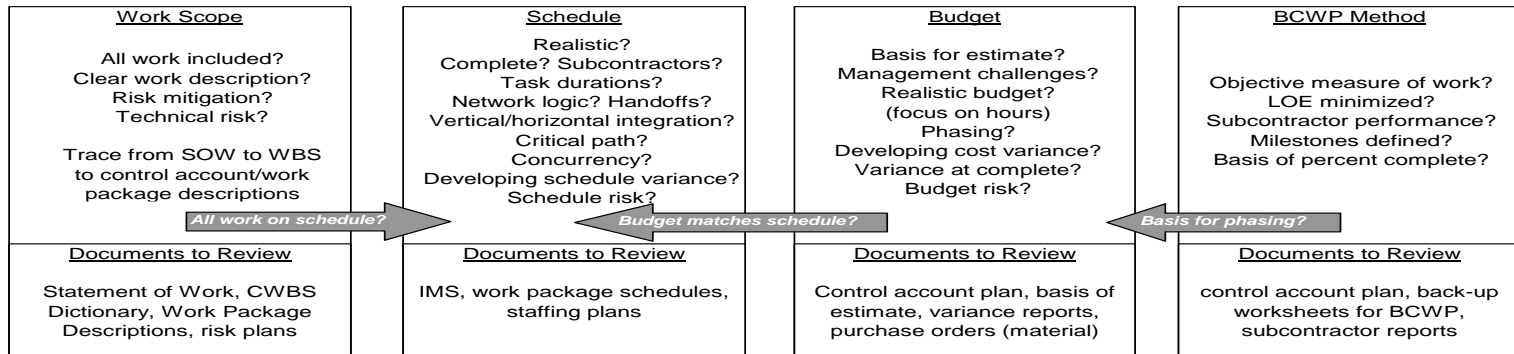 Work Scope
All work included?
Clear work description?
Risk mitigation?
Technical risk?
Trace from SOW to WBS
to control account/work
package descriptions
Schedule
Realistic?
Complete? Subcontractors?
Task durations?
Network logic? Handoffs?
Vertical/horizontal integration?
Critical path?
Concurrency?
Developing schedule variance?
Schedule risk?
Budget
Basis for estimate?
Management challenges?
Realistic budget?
(focus on hours)
Phasing?
Developing cost variance?
Variance at complete?
Budget risk?
BCWP Method
Objective measure of work?
LOE minimized?
Subcontractor performance?
Milestones defined?
Basis of percent complete?
All work on schedule?
Budget matches schedule?
Basis for phasing?
Documents to Review
Statement of Work, CWBS
Dictionary, Work Package
Descriptions, risk plans
Documents to Review
IMS, work package schedules,
staffing plans
Documents to Review
Control account plan, basis of
estimate, variance reports,
purchase orders (material)
Documents to Review
control account plan, back-up
worksheets for BCWP,
subcontractor reports